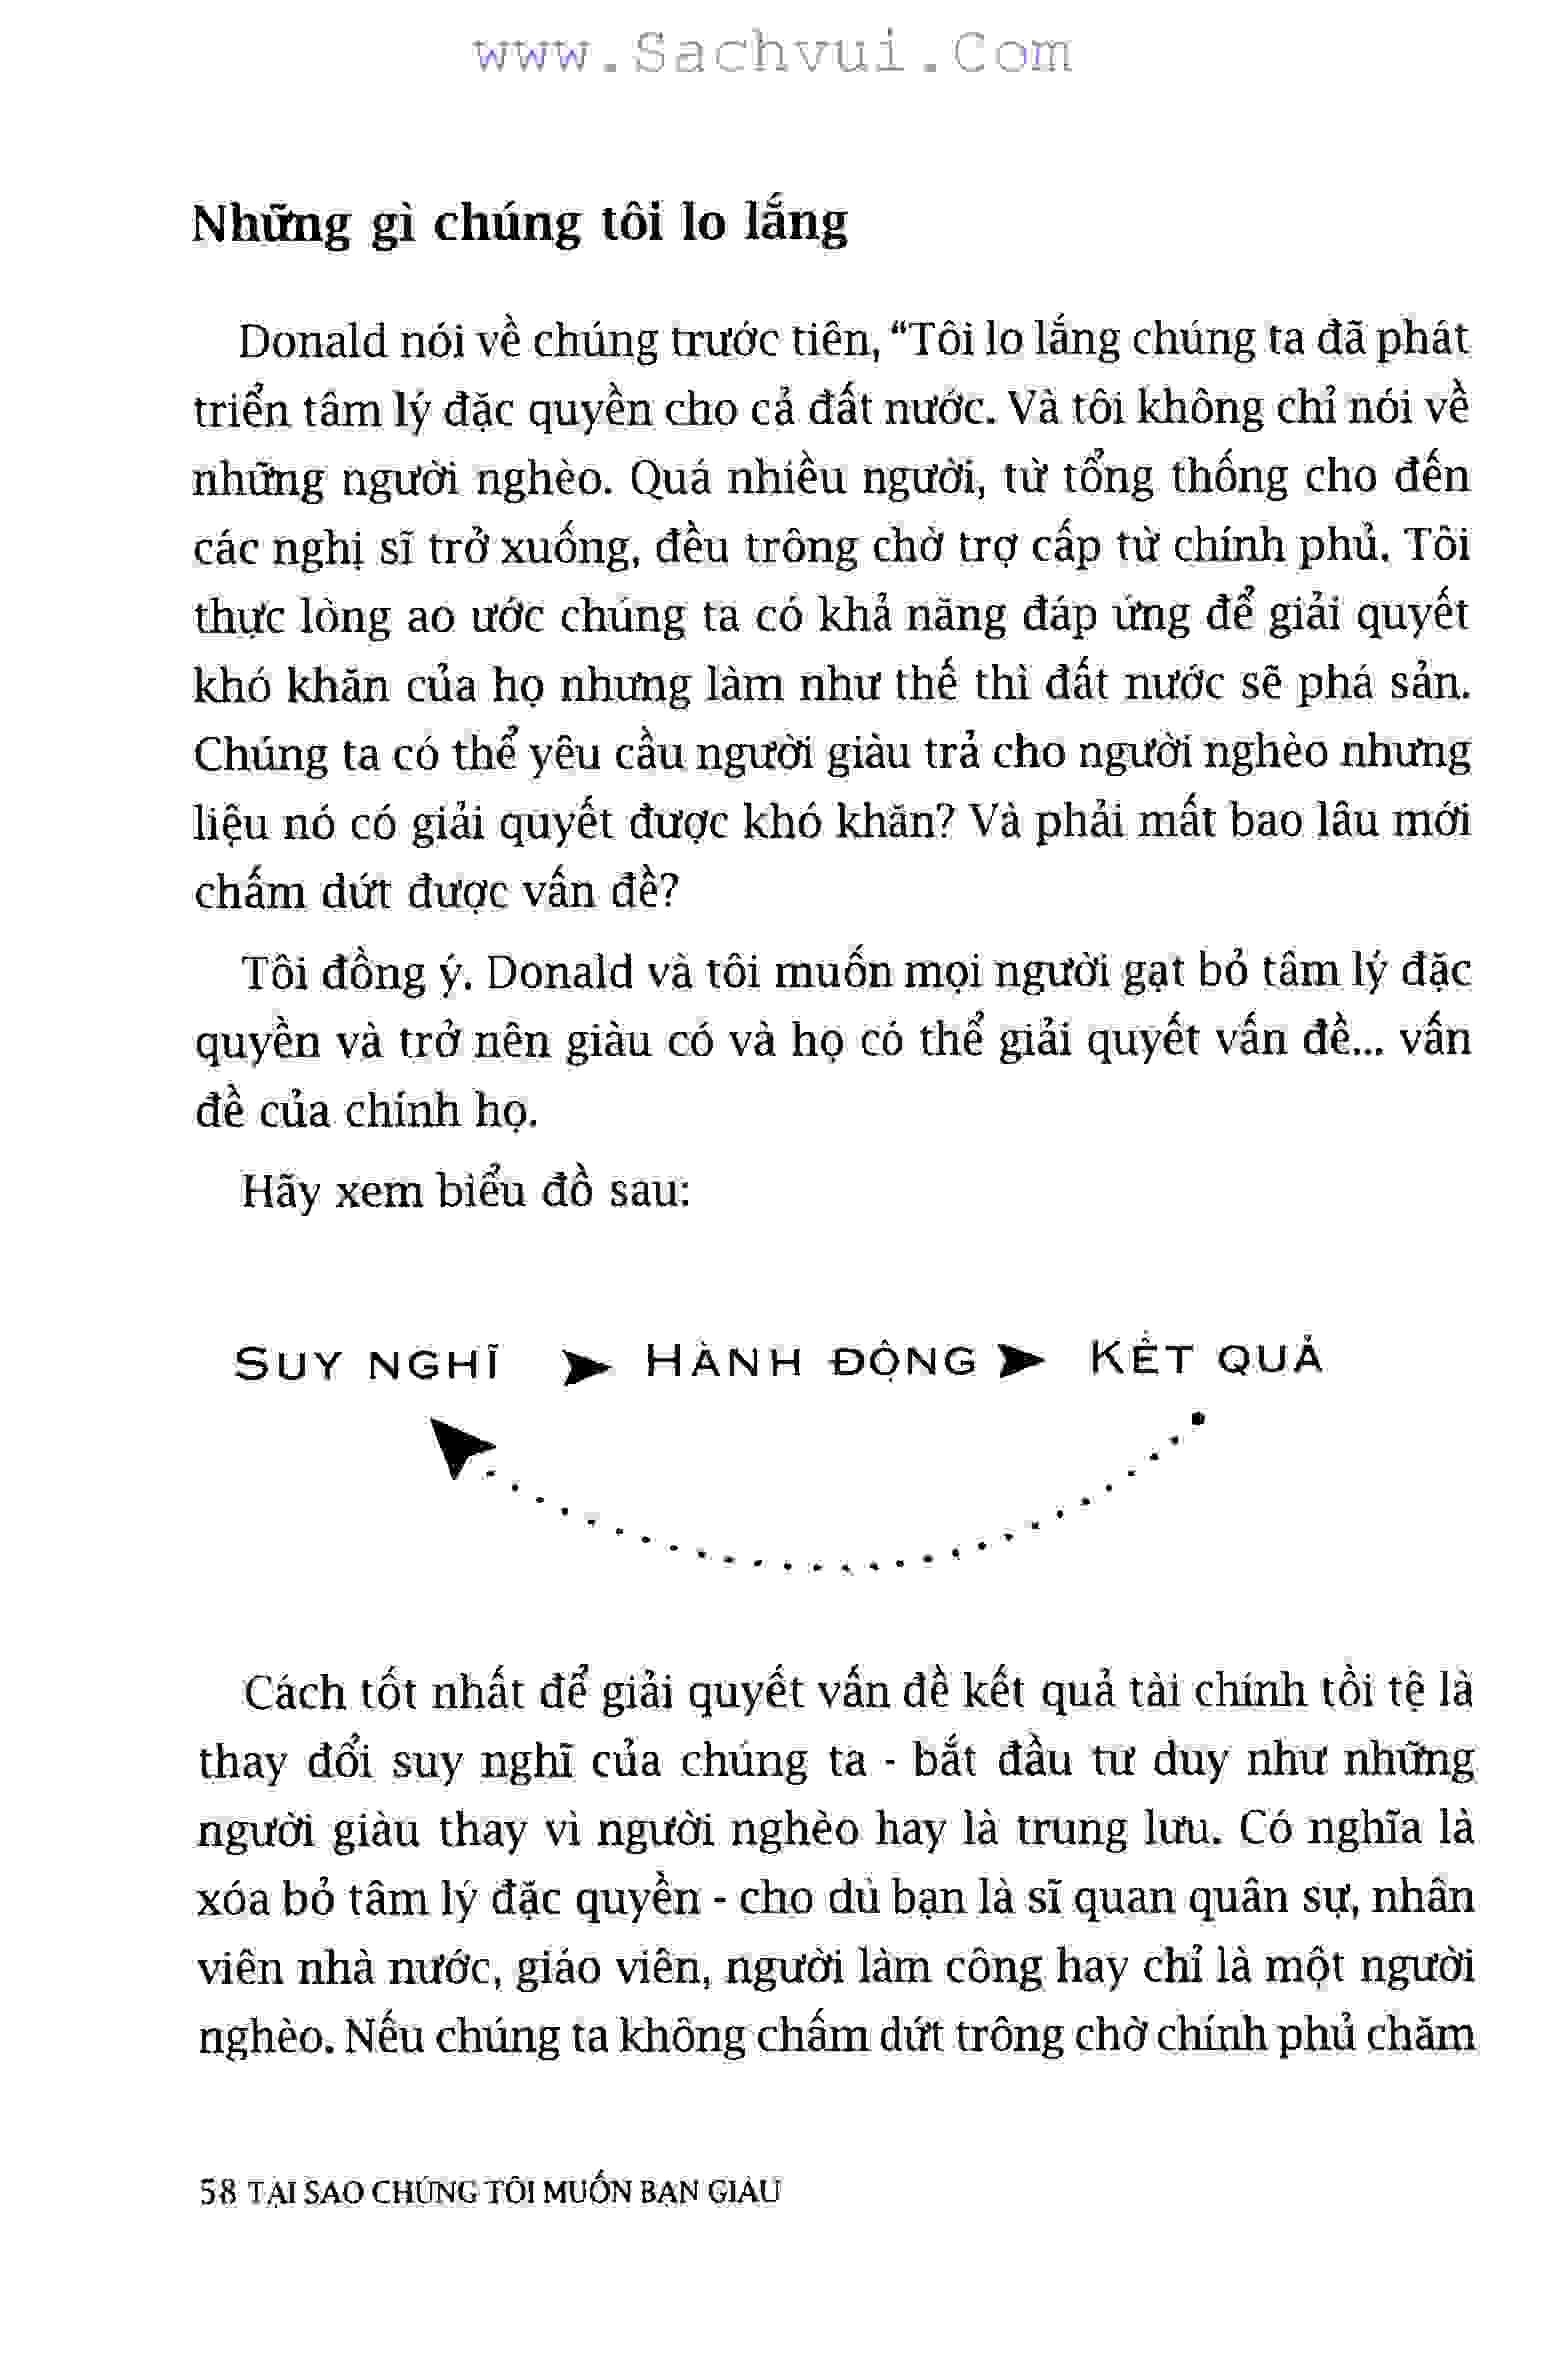 www.Sachvui.Com
Những gì chúng tôi lo lắng
Donald nói về chúng trước tiên, “Tôi lo lắng chúng ta đã phát
triển tâm lý đặc quyền cho cả đất nước. Và tôi không chỉ nói về
những người nghèo. Quá nhiều người, từ tổng thống cho đến
các nghị sĩ trở xuống, đều trông chờ trợ cấp từ chính phủ. Tôi
thực lòng ao ước chúng ta có khả năng đáp ứng để giải quyết
khó khăn của họ nhưng làm như thế thì đất nước sẽ phá sản.
Chúng ta có thể yêu cầu người giàu trả cho người nghèo nhưng
liệu nó có giải quyết được khó khăn? Và phải mất bao lâu mới
chấm dứt được vấn đề?
Tôi đồng ý. Donald và tôi muốn mọi người gạt bỏ tâm lý đặc
quyền và trở nên giàu có và họ có thể giải quyết vấn đề... vấn
đề của chính họ.
Hãy xem biểu đồ sau:
SUY NGHĨ ➤ HÀNH ĐỘNG ➤ KẾT QUẢ
Cách tốt nhất để giải quyết vấn đề kết quả tài chính tồi tệ là
thay đổi suy nghĩ của chúng ta - bắt đầu tư duy như những
người giàu thay vì người nghèo hay là trung lưu. Có nghĩa là
xóa bỏ tâm lý đặc quyền - cho dù bạn là sĩ quan quân sự, nhân
viên nhà nước, giáo viên, người làm công hay chỉ là một người
nghèo. Nếu chúng ta không chấm dứt trông chờ chính phủ chăm
58 TẠI SAO CHÚNG TÔI MUỐN BẠN GIÀU